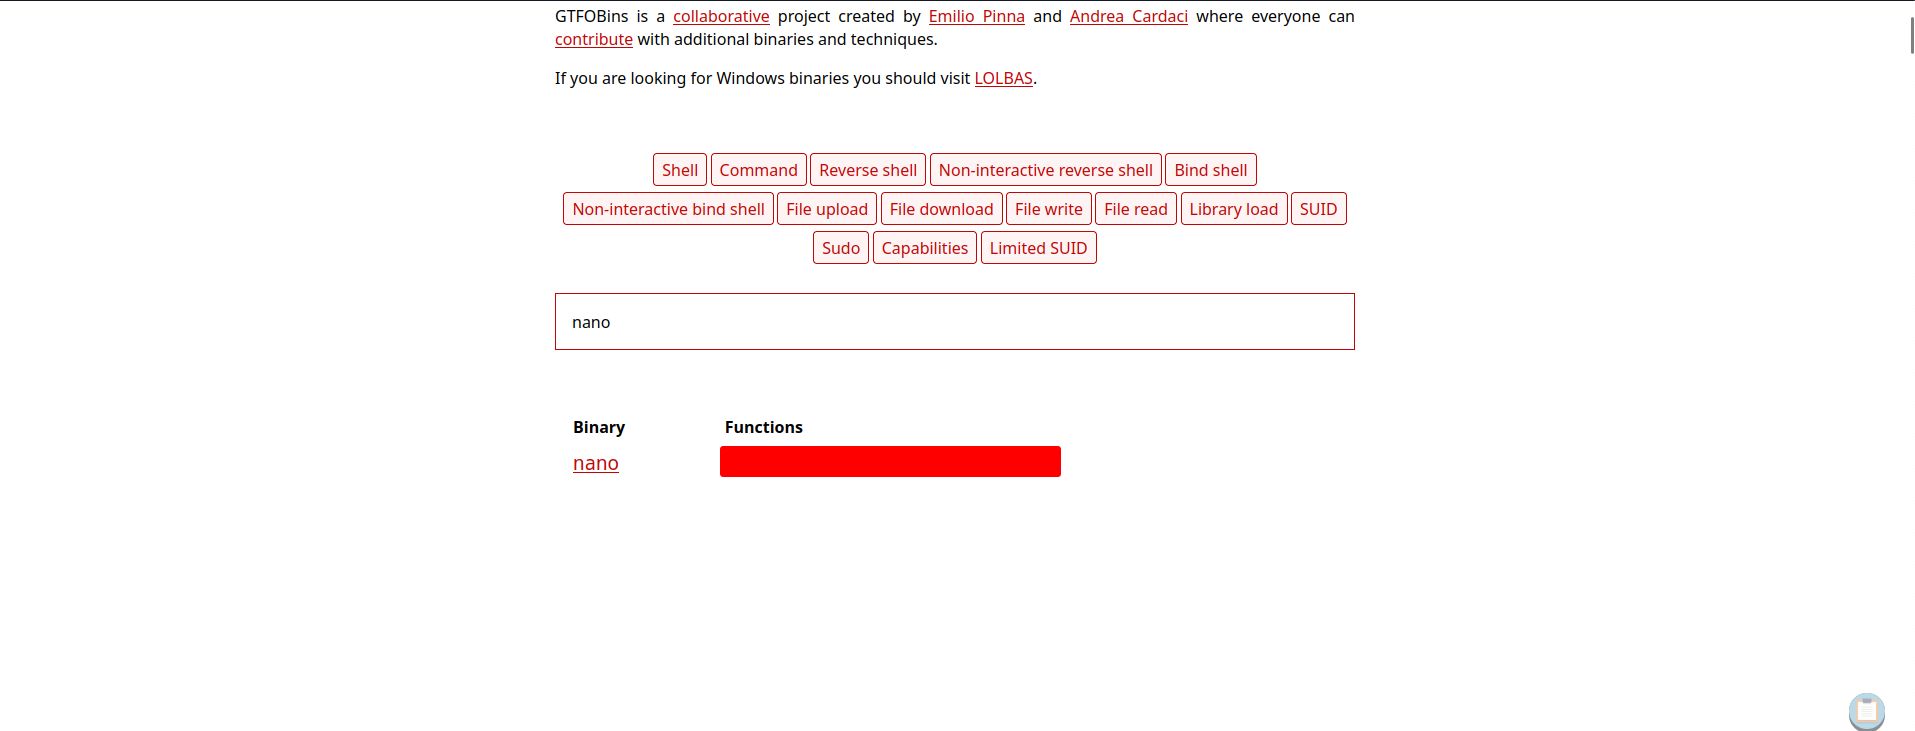 GTFOBins is a collaborative project created by Emilio Pinna and Andrea Cardaci where everyone can
contribute with additional binaries and techniques.
If you are looking for Windows binaries you should visit LOLBAS.
Shell Command Reverse shell Non-interactive reverse shell Bind shell
Non-interactive bind shell File upload File download File write File read Library load SUID
Sudo Capabilities Limited SUID
nano
Binary Functions
nano